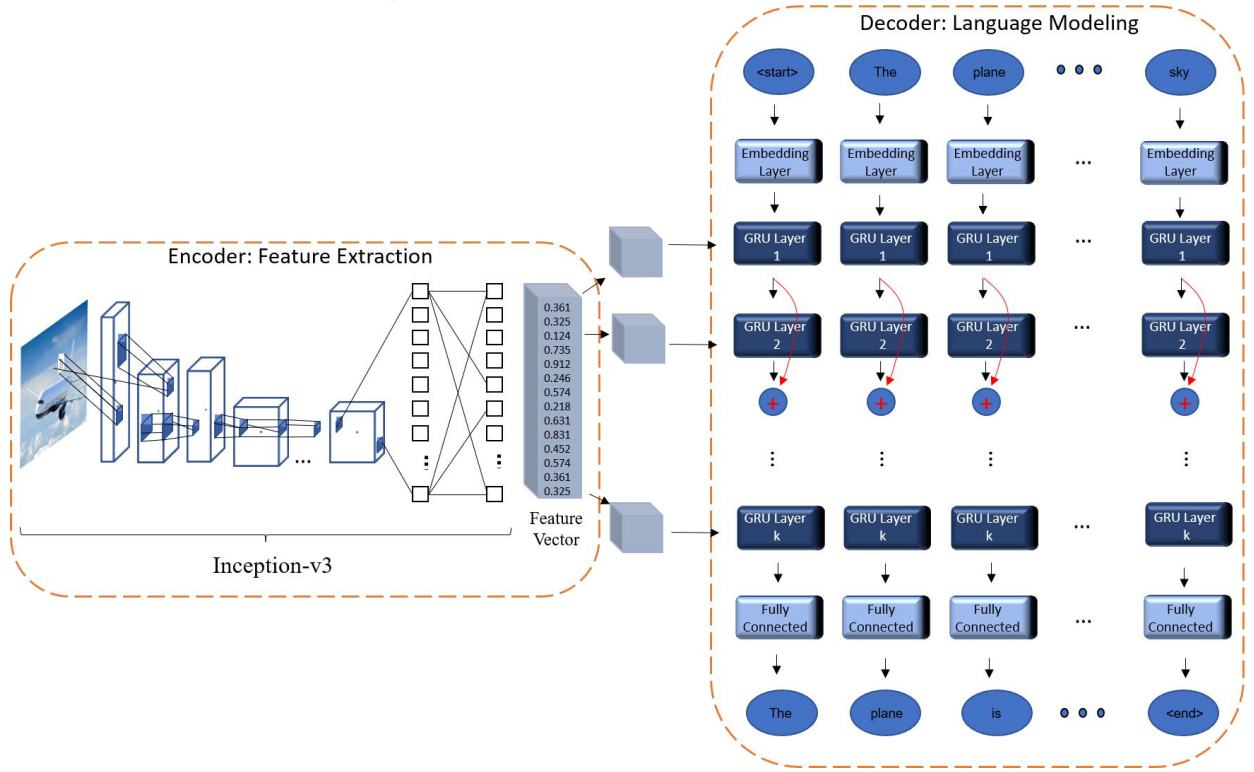 Decoder: Language Modeling
<start> The plane sky
Embedding Layer Embedding Layer Embedding Layer ... Embedding Layer
GRU Layer 1 GRU Layer 1 GRU Layer 1 ... GRU Layer 1
GRU Layer 2 GRU Layer 2 GRU Layer 2 ... GRU Layer 2
+ + + +
GRU Layer k GRU Layer k GRU Layer k ... GRU Layer k
Fully Connected Fully Connected Fully Connected ... Fully Connected
The plane is <end>
Encoder: Feature Extraction
...
0.361
0.325
0.124
0.735
0.912
0.246
0.574
0.218
0.631
0.831
0.452
0.574
0.361
0.325
Feature
Vector
Inception-v3